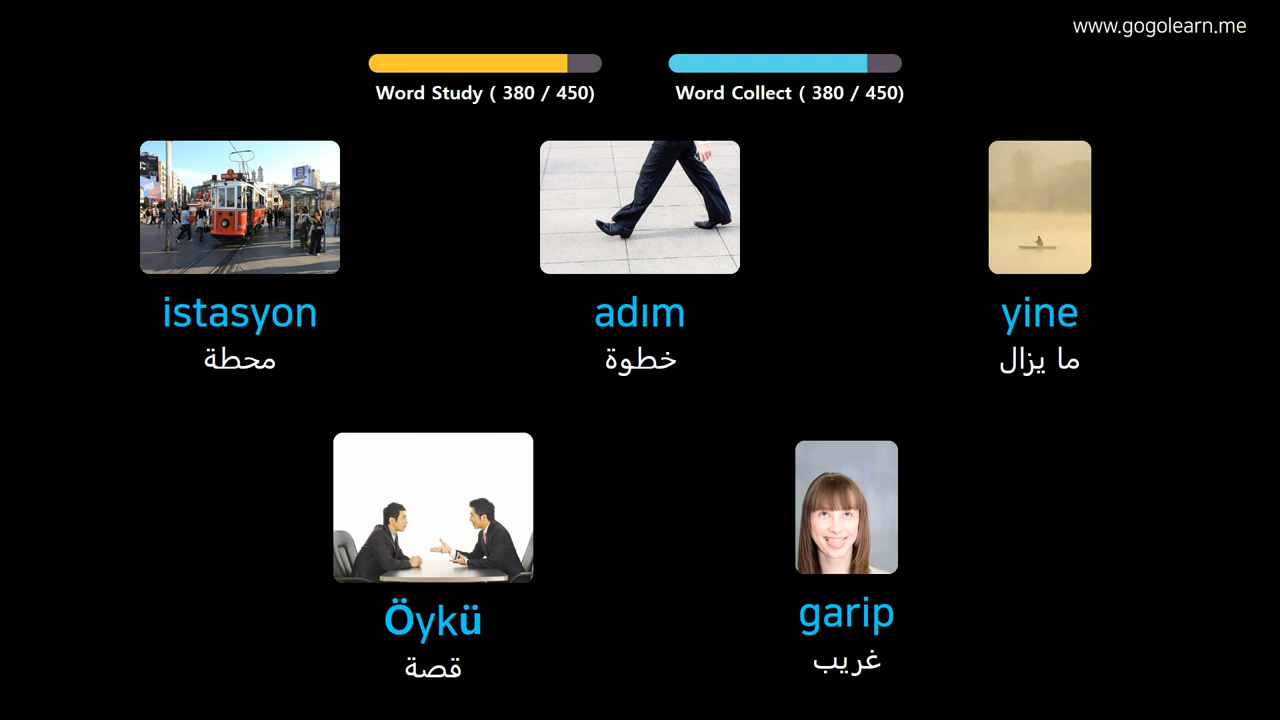 www.gogolearn.me
Word Study ( 380 / 450)
Word Collect ( 380 / 450)
istasyon
محطة
adım
خطوة
yine
ما يزال
Öykü
قصة
garip
غريب